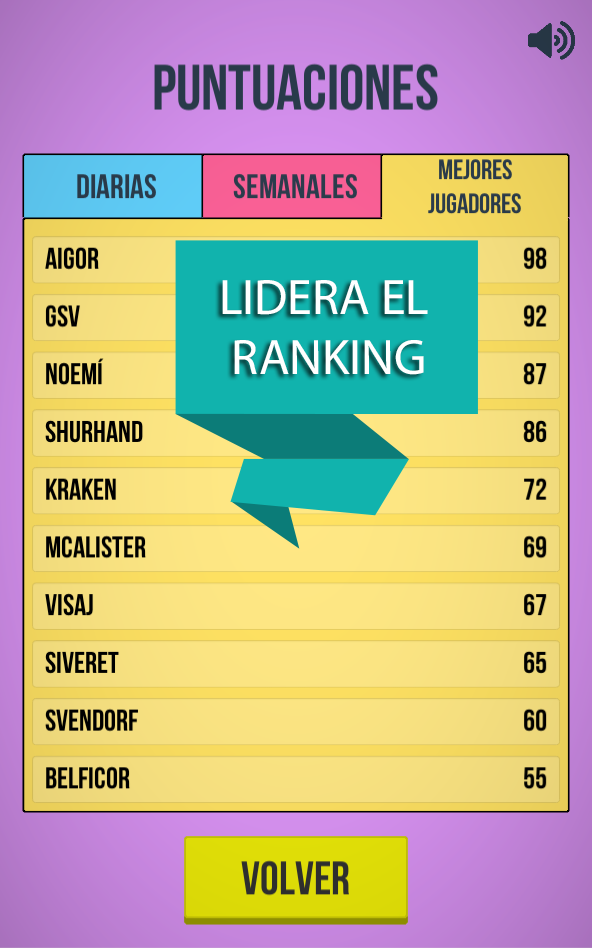 PUNTUACIONES
DIARIAS
SEMANALES
MEJORES
JUGADORES
AIGOR 98
GSV 92
NOEMÍ 87
SHURHAND 86
KRAKEN 72
MCALISTER 69
VISAJ 67
SIVERET 65
SVENDORF 60
BELFICOR 55
LIDERA EL
RANKING
VOLVER